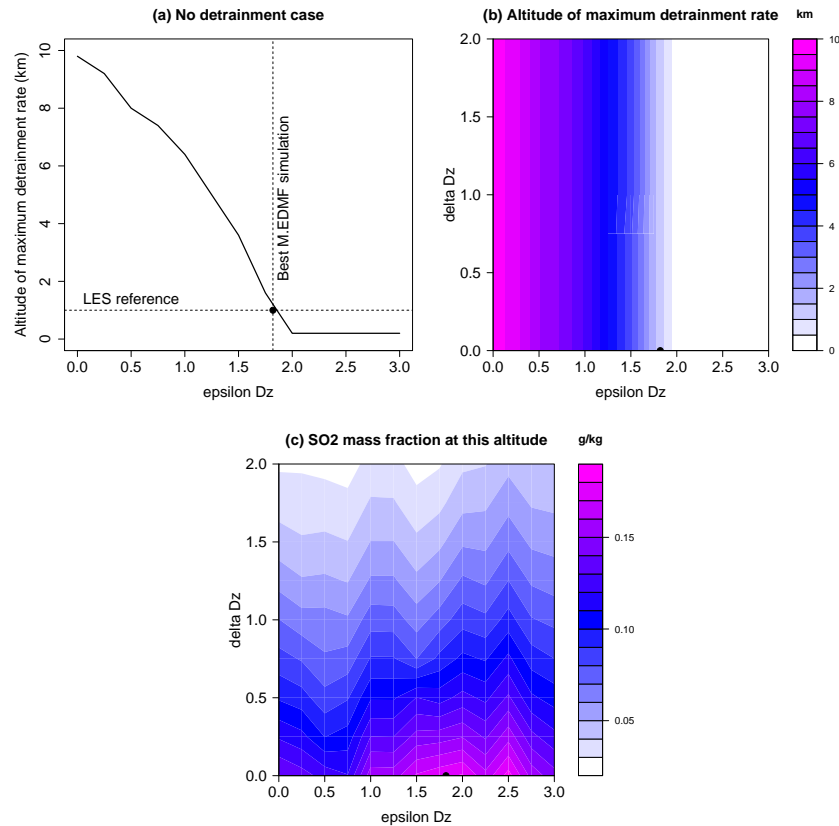 (a) No detrainment case
Altitude of maximum detrainment rate (km)
10
8
6
4
2
0
LES reference
Best M.EDMF simulation
0.0 0.5 1.0 1.5 2.0 2.5 3.0
epsilon Dz
(b) Altitude of maximum detrainment rate
km
delta Dz
2.0
1.5
1.0
0.5
0.0
0.0 0.5 1.0 1.5 2.0 2.5 3.0
epsilon Dz
10
8
6
4
2
0
(c) SO2 mass fraction at this altitude
g/kg
delta Dz
2.0
1.5
1.0
0.5
0.0
0.0 0.5 1.0 1.5 2.0 2.5 3.0
epsilon Dz
0.15
0.10
0.05